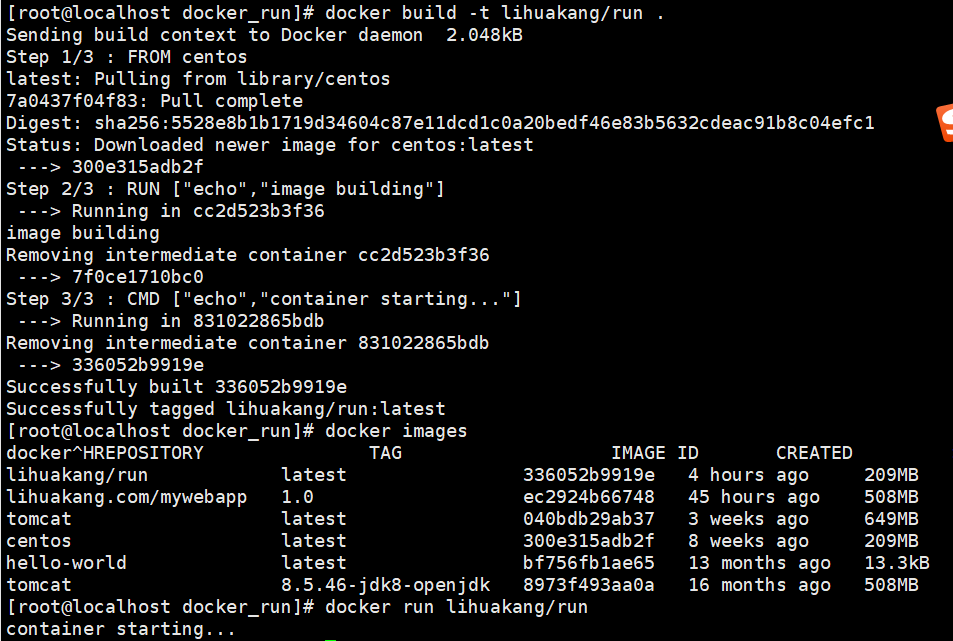 [root@localhost docker_run]# docker build -t lihuakang/run .
Sending build context to Docker daemon  2.048kB
Step 1/3 : FROM centos
latest: Pulling from library/centos
7a0437f04f83: Pull complete
Digest: sha256:5528e8b1b1719d34604c87e11dcd1c0a20bedf46e83b5632cdeac91b8c04efc1
Status: Downloaded newer image for centos:latest
 ---> 300e315adb2f
Step 2/3 : RUN ["echo","image building"]
 ---> Running in cc2d523b3f36
image building
Removing intermediate container cc2d523b3f36
 ---> 7f0ce1710bc0
Step 3/3 : CMD ["echo","container starting..."]
 ---> Running in 831022865bdb
Removing intermediate container 831022865bdb
 ---> 336052b9919e
Successfully built 336052b9919e
Successfully tagged lihuakang/run:latest
[root@localhost docker_run]# docker images
docker^HREPOSITORY               TAG                   IMAGE ID       CREATED
lihuakang/run            latest                336052b9919e   4 hours ago     209MB
lihuakang.com/mywebapp   1.0                   ec2924b66748   45 hours ago    508MB
tomcat                   latest                040bdb29ab37   3 weeks ago     649MB
centos                   latest                300e315adb2f   8 weeks ago     209MB
hello-world              latest                bf756fb1ae65   13 months ago   13.3kB
tomcat                   8.5.46-jdk8-openjdk   8973f493aa0a   16 months ago   508MB
[root@localhost docker_run]# docker run lihuakang/run
container starting...